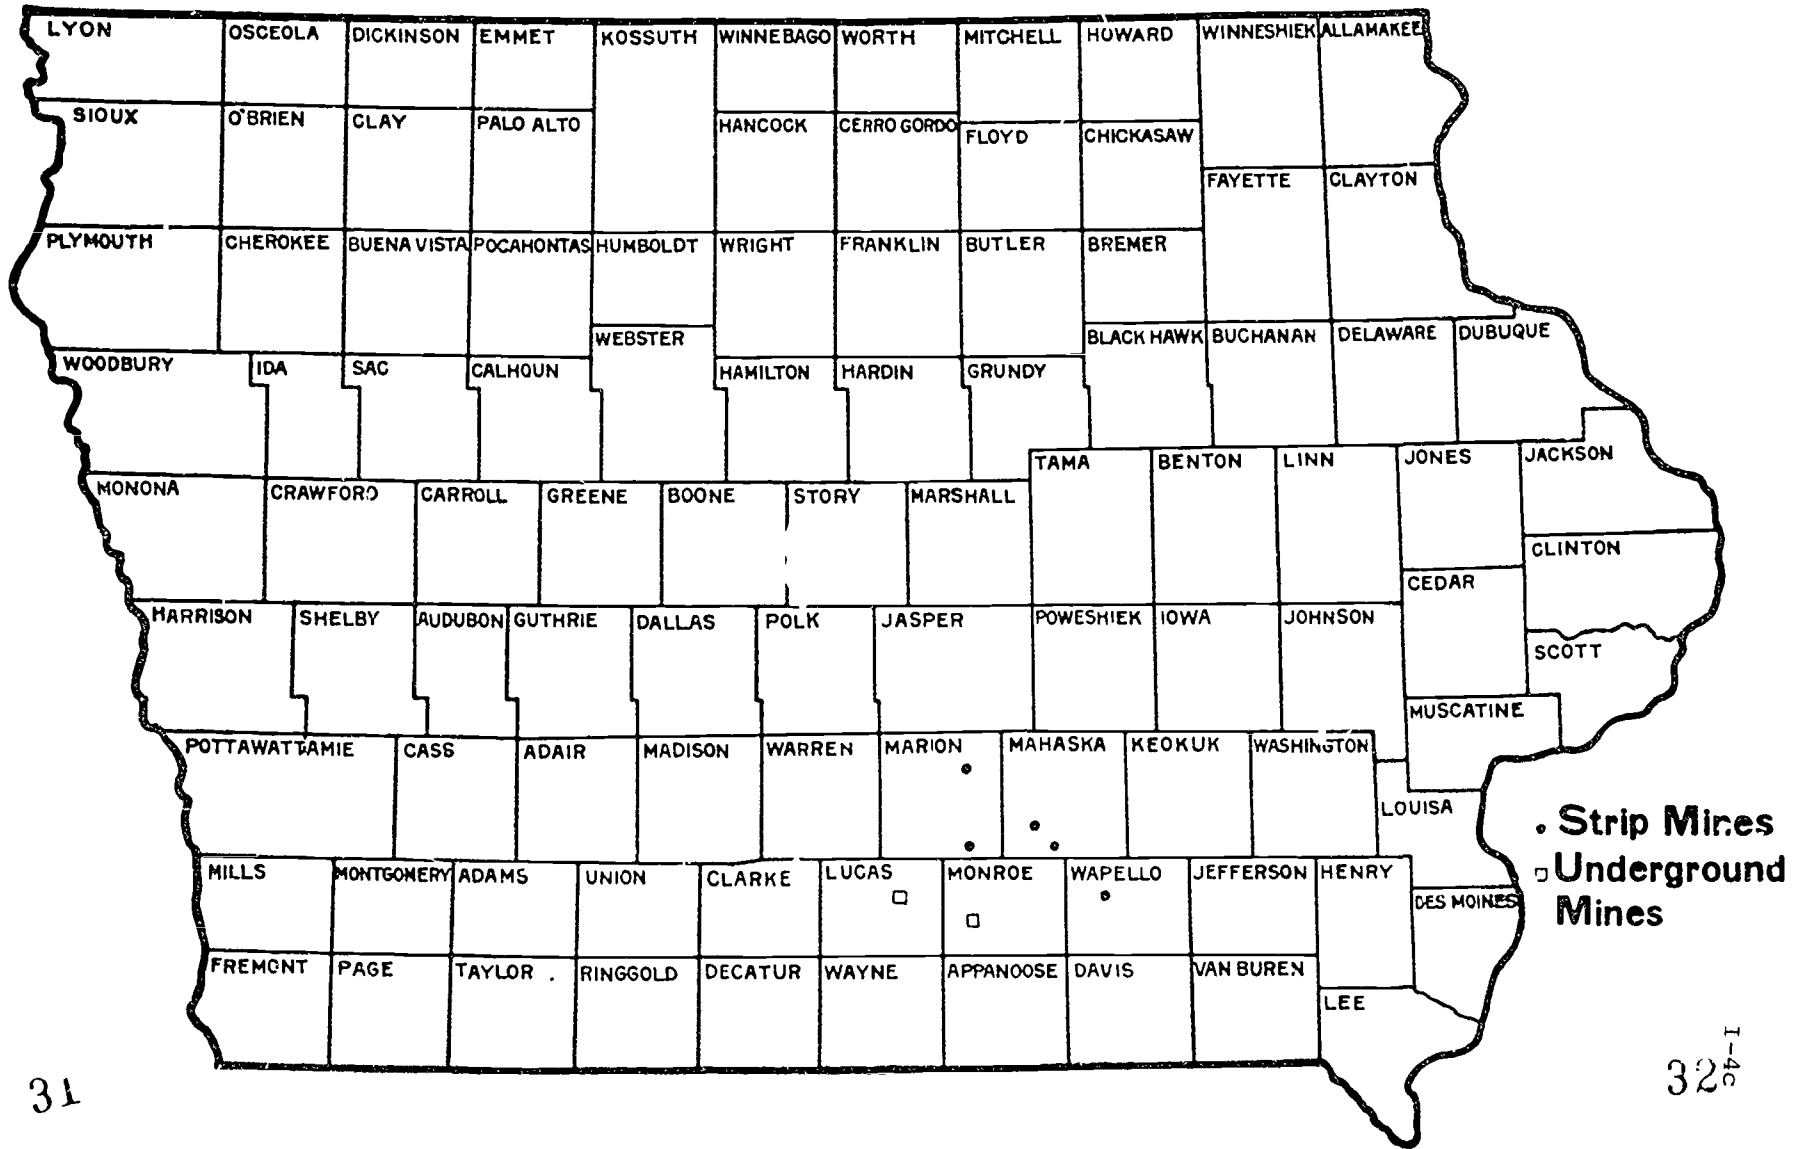 LYON OSCEOLA DICKINSON EMMET KOSSUTH WINNEBAGO WORTH MITCHELL HOWARD WINNESHIEK ALLAMAKEE
SIOUX O'BRIEN CLAY PALO ALTO HANCOCK CERRO GORDO FLOYD CHICKASAW
FAYETTE CLAYTON
PLYMOUTH CHEROKEE BUENA VISTA POCAHONTAS HUMBOLDT WRIGHT FRANKLIN BUTLER BREMER
WEBSTER BLACK HAWK BUCHANAN DELAWARE DUBUQUE
WOODBURY IDA SAC CALHOUN HAMILTON HARDIN GRUNDY
TAMA BENTON LINN JONES JACKSON
MONONA CRAWFORD CARROLL GREENE BOONE STORY MARSHALL
CLINTON
CEDAR
HARRISON SHELBY AUDUBON GUTHRIE DALLAS POLK JASPER POWESHIEK IOWA JOHNSON
SCOTT
MUSCATINE
POTTAWATTAMIE CASS ADAIR MADISON WARREN MARION MAHASKA KEOKUK WASHINGTON
LOUISA
Strip Mines
MILLS MONTGOMERY ADAMS UNION CLARKE LUCAS MONROE WAPELLO JEFFERSON HENRY
Underground
Mines
DES MOINES
FREMONT PAGE TAYLOR . RINGGOLD DECATUR WAYNE APPANOOSE DAVIS VAN BUREN
LEE
31
32
I-4c